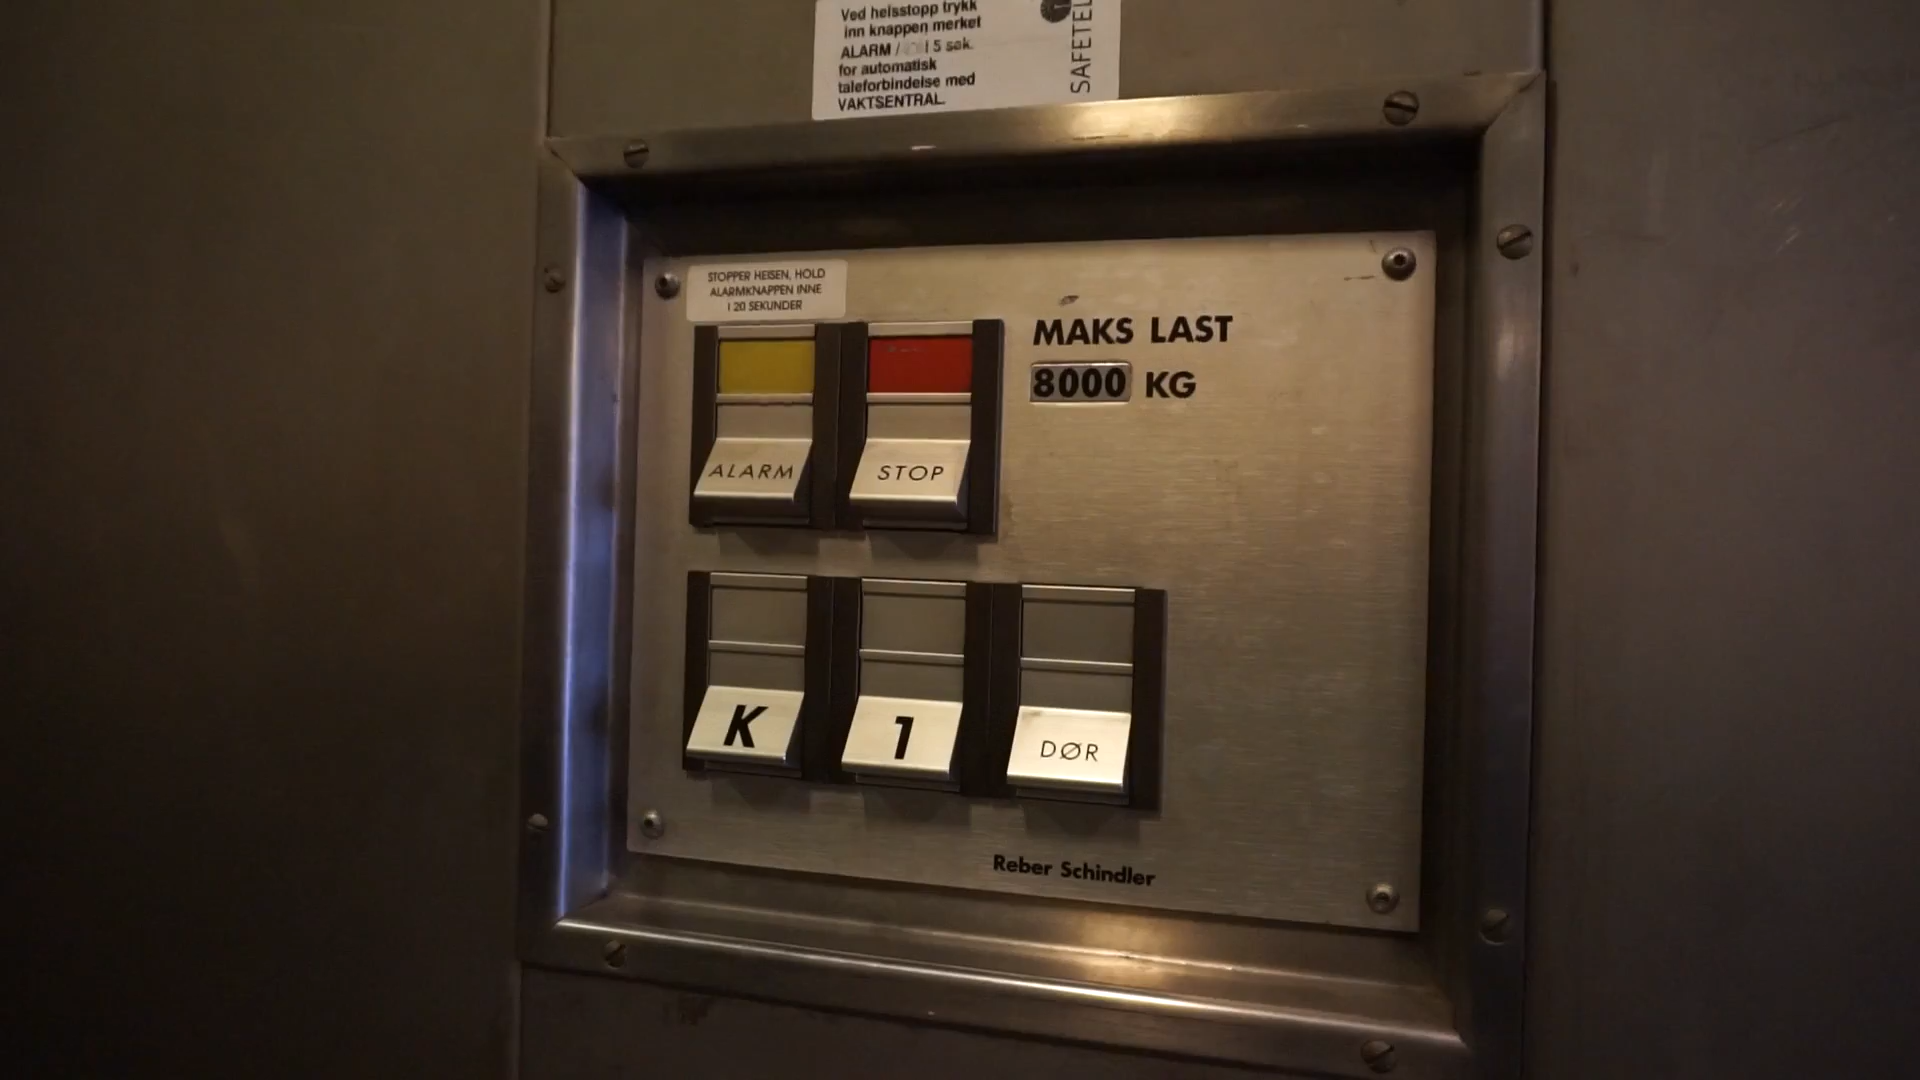 Ved heisstopp trykk
inn knappen merket
ALARM / i 5 sek.
for automatisk
taleforbindelse med
VAKTSENTRAL.
SAFETEL
STOPPER HEISEN, HOLD
ALARMKNAPPEN INNE
I 20 SEKUNDER
MAKS LAST
8000 KG
ALARM
STOP
K
1
DØR
Reber Schindler